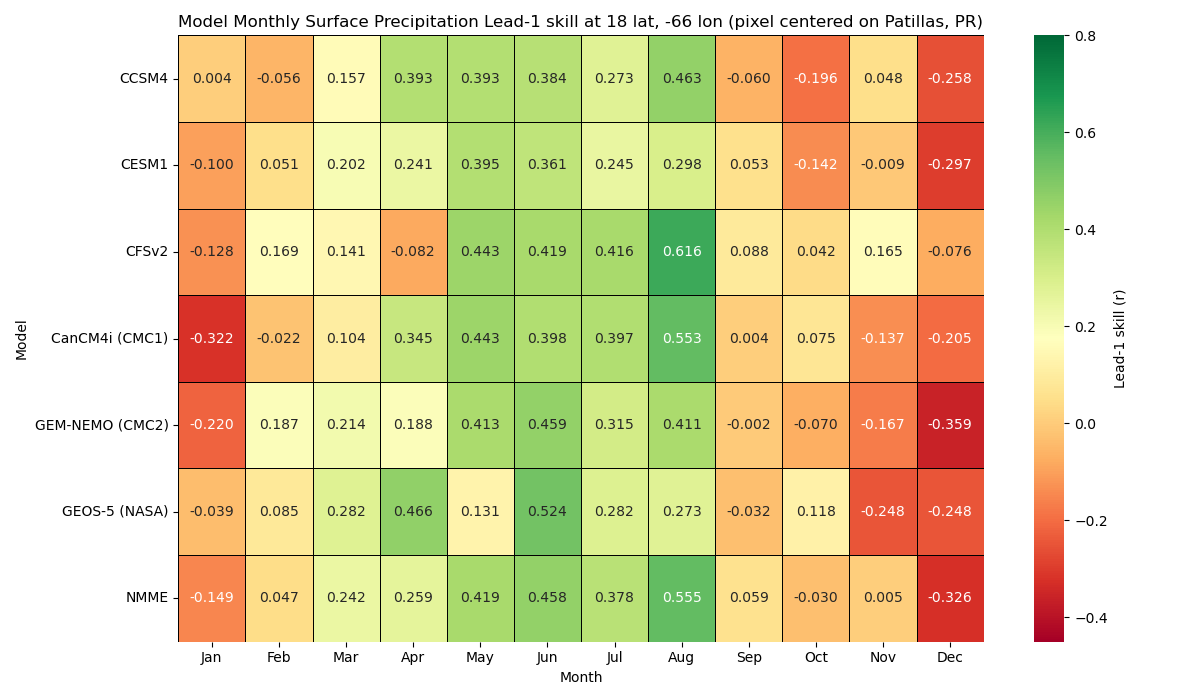 Model Monthly Surface Precipitation Lead-1 skill at 18 lat, -66 lon (pixel centered on Patillas, PR)
CCSM4 0.004 -0.056 0.157 0.393 0.393 0.384 0.273 0.463 -0.060 -0.196 0.048 -0.258
CESM1 -0.100 0.051 0.202 0.241 0.395 0.361 0.245 0.298 0.053 -0.142 -0.009 -0.297
CFSv2 -0.128 0.169 0.141 -0.082 0.443 0.419 0.416 0.616 0.088 0.042 0.165 -0.076
CanCM4i (CMC1) -0.322 -0.022 0.104 0.345 0.443 0.398 0.397 0.553 0.004 0.075 -0.137 -0.205
GEM-NEMO (CMC2) -0.220 0.187 0.214 0.188 0.413 0.459 0.315 0.411 -0.002 -0.070 -0.167 -0.359
GEOS-5 (NASA) -0.039 0.085 0.282 0.466 0.131 0.524 0.282 0.273 -0.032 0.118 -0.248 -0.248
NMME -0.149 0.047 0.242 0.259 0.419 0.458 0.378 0.555 0.059 -0.030 0.005 -0.326
Jan Feb Mar Apr May Jun Jul Aug Sep Oct Nov Dec
Month
Model
0.8
0.6
0.4
0.2
0.0
−0.2
−0.4
Lead-1 skill (r)